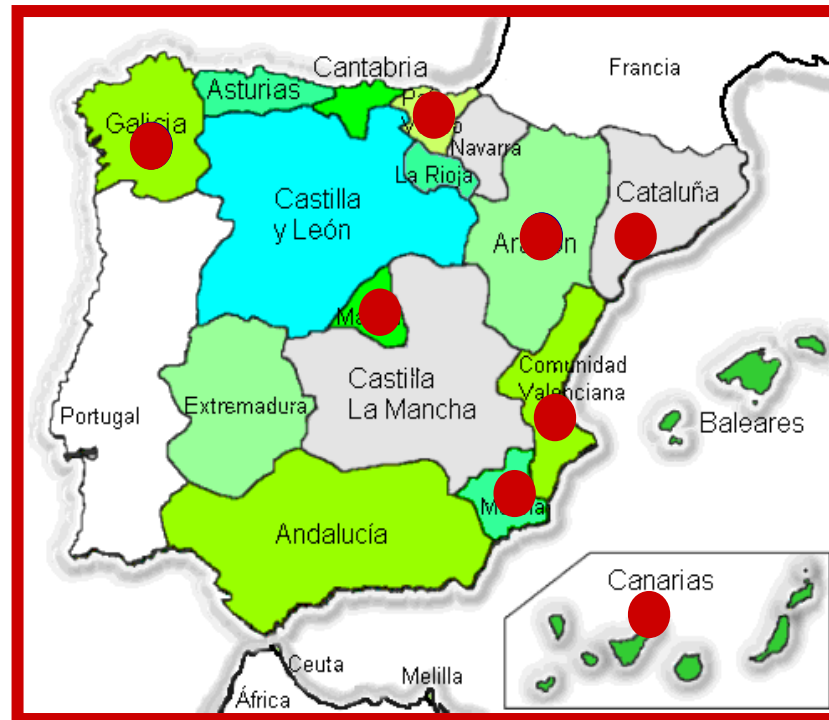 Cantabria
Francia
Asturias
Galicia
Navarra
La Rioja
Cataluña
Castilla
y León
Comunidad
Valenciana
Castilla
La Mancha
Extremadura
Portugal
Baleares
Andalucía
Canarias
Ceuta
Melilla
África